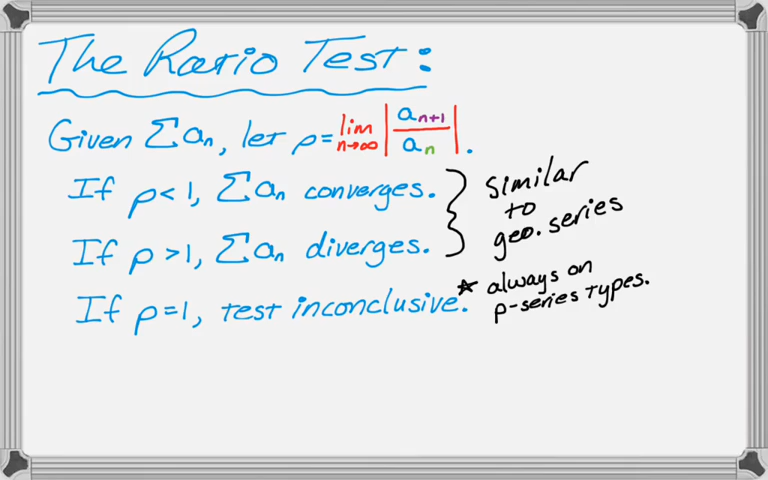 The Ratio Test:
Given ∑aₙ, let ρ = lim n→∞ |aₙ₊₁/aₙ|.
If ρ < 1, ∑aₙ converges.
If ρ > 1, ∑aₙ diverges.
} similar
to
geo. series
If ρ = 1, test inconclusive.
* always on
p-series types.